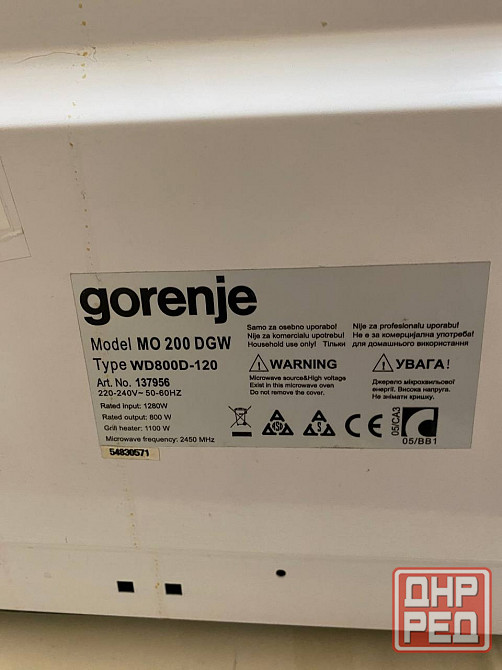 gorenje
Model MO 200 DGW
Type WD800D-120
Art. No. 137956
220-240V~ 50-60HZ
Rated input: 1280W
Rated output: 800 W
Grill heater: 1100 W
Microwave frequency: 2450 MHz
54830571
Samo za osebno uporabo!
Nije za komercialnu upotrebu!
Household use only! Тільки
Nije za profesionalnu uporabu!
Не е за комерциална употреба!
для домашнього використання
WARNING
Microwave source&High voltage
Exist in this microwave oven
Do not remove the cover.
УВАГА!
Джерело мікрохвильової
енергії. Висока напруга.
Не знімати кришку.
S
CE
05/CA3
05/BB1
ДНР
РЕД